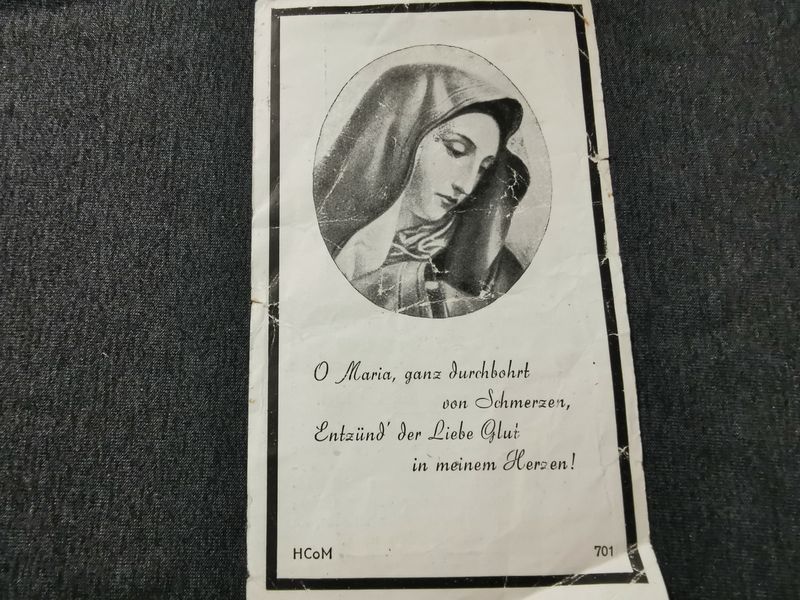 O Maria, ganz durchbohrt
von Schmerzen,
Entzünd' der Liebe Glut
in meinem Herzen!
HCoM 701